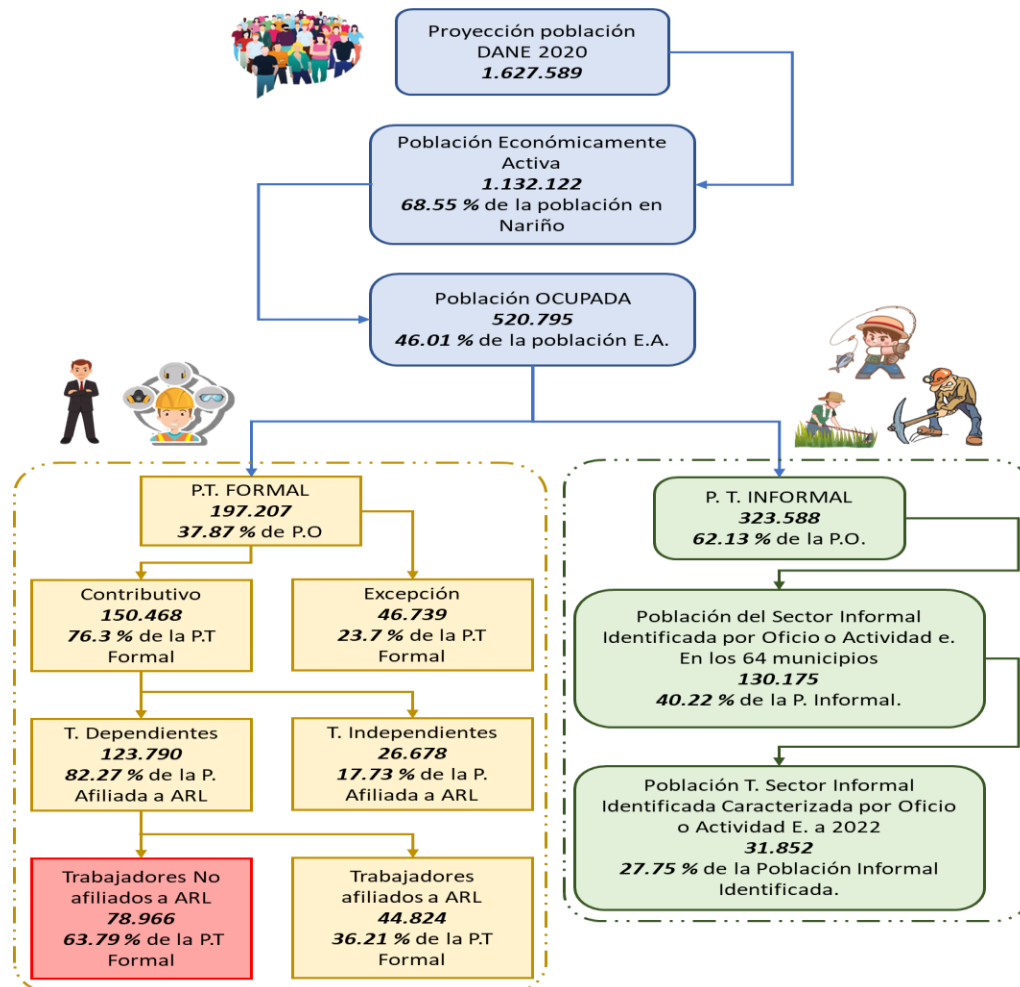 Proyección población
DANE 2020
1.627.589
Población Económicamente
Activa
1.132.122
68.55 % de la población en
Nariño
Población OCUPADA
520.795
46.01 % de la población E.A.
P.T. FORMAL
197.207
37.87 % de P.O
Contributivo
150.468
76.3 % de la P.T
Formal
Excepción
46.739
23.7 % de la P.T
Formal
T. Dependientes
123.790
82.27 % de la P.
Afiliada a ARL
T. Independientes
26.678
17.73 % de la P.
Afiliada a ARL
Trabajadores No
afiliados a ARL
78.966
63.79 % de la P.T
Formal
Trabajadores
afiliados a ARL
44.824
36.21 % de la P.T
Formal
P. T. INFORMAL
323.588
62.13 % de la P.O.
Población del Sector Informal
Identificada por Oficio o Actividad e.
En los 64 municipios
130.175
40.22 % de la P. Informal.
Población T. Sector Informal
Identificada Caracterizada por Oficio
o Actividad E. a 2022
31.852
27.75 % de la Población Informal
Identificada.